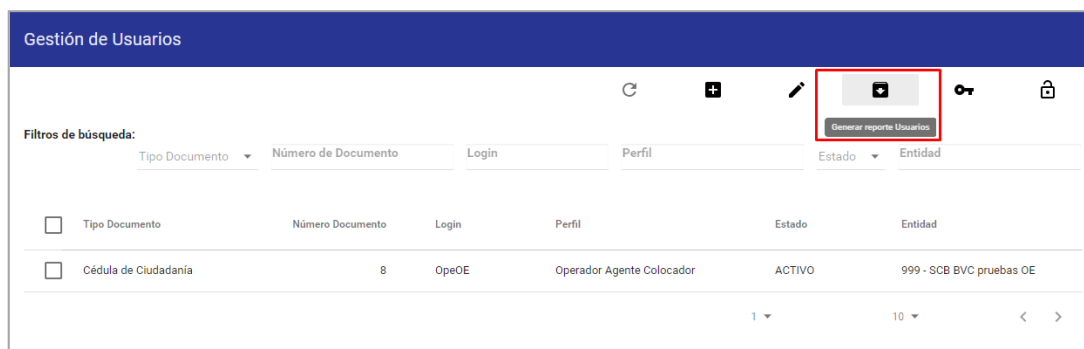 Gestión de Usuarios
Generar reporte Usuarios
Filtros de búsqueda:
Tipo Documento Número de Documento Login Perfil Estado Entidad
Tipo Documento Número Documento Login Perfil Estado Entidad
Cédula de Ciudadanía 8 OpeOE Operador Agente Colocador ACTIVO 999 - SCB BVC pruebas OE
1 10